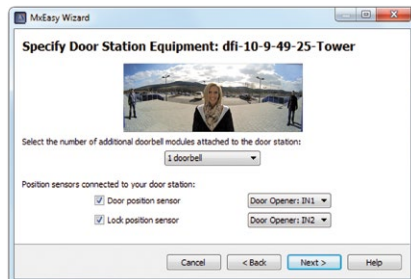 MxEasy Wizard
Specify Door Station Equipment: dfi-10-9-49-25-Tower
Select the number of additional doorbell modules attached to the door station:
1 doorbell
Position sensors connected to your door station:
Door position sensor Door Opener: IN1
Lock position sensor Door Opener: IN2
Cancel < Back Next > Help